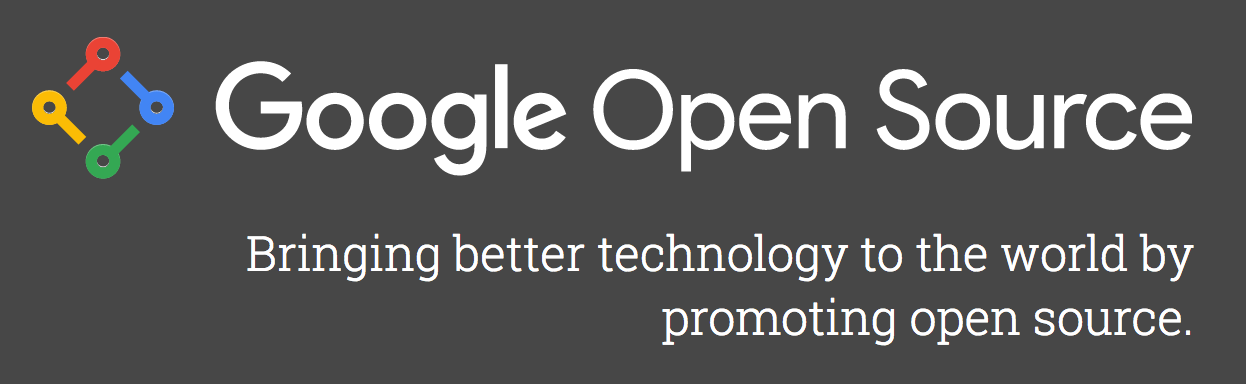 Google Open Source
Bringing better technology to the world by
promoting open source.